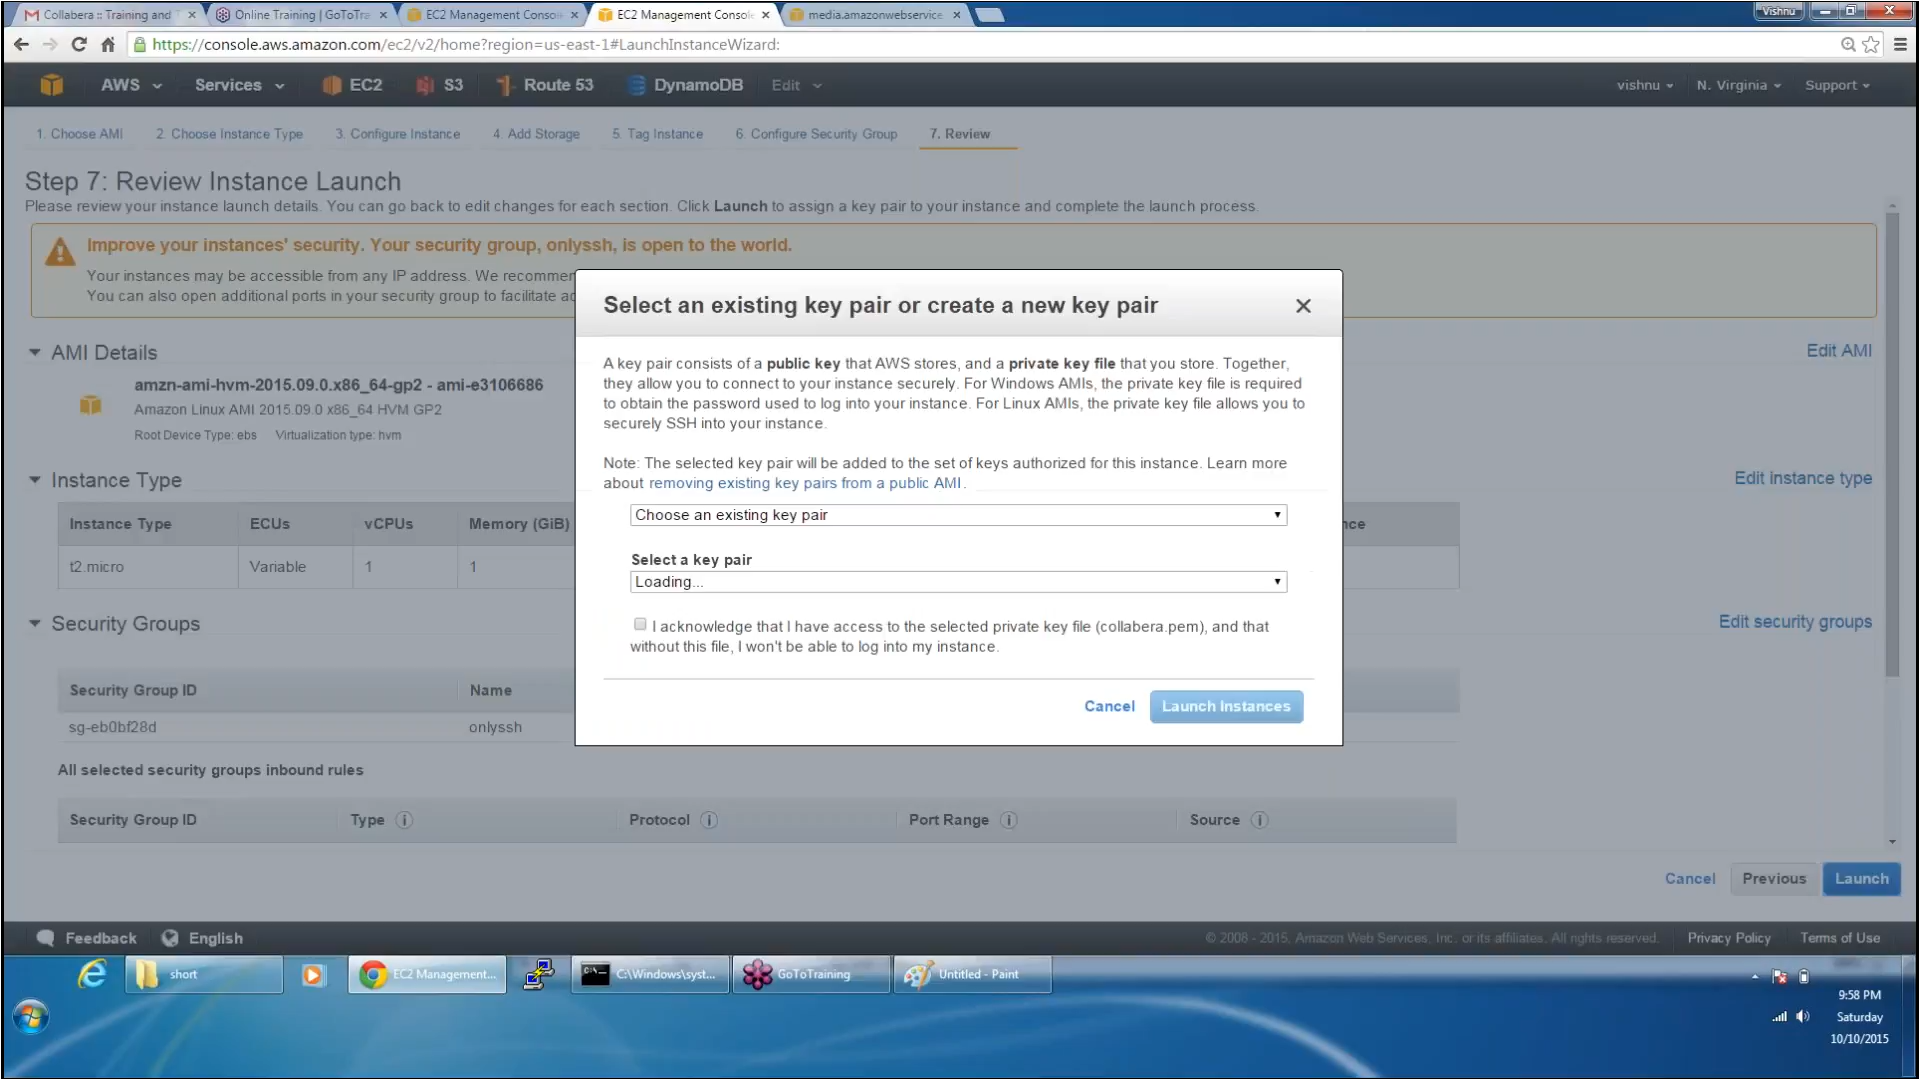 Collabera :: Training and T
Online Training | GoToTra
EC2 Management Conso
EC2 Management Conso
media.amazonwebservice
Vishnu
https://console.aws.amazon.com/ec2/v2/home?region=us-east-1#LaunchInstanceWizard:
AWS
Services
EC2
S3
Route 53
DynamoDB
Edit
vishnu
N. Virginia
Support
1. Choose AMI
2. Choose Instance Type
3. Configure Instance
4. Add Storage
5. Tag Instance
6. Configure Security Group
7. Review
Step 7: Review Instance Launch
Please review your instance launch details. You can go back to edit changes for each section. Click Launch to assign a key pair to your instance and complete the launch process.
Improve your instances' security. Your security group, onlyssh, is open to the world.
Your instances may be accessible from any IP address. We recommen
You can also open additional ports in your security group to facilitate ac
AMI Details
Edit AMI
amzn-ami-hvm-2015.09.0.x86_64-gp2 - ami-e3106686
Amazon Linux AMI 2015.09.0 x86_64 HVM GP2
Root Device Type: ebs Virtualization type: hvm
Instance Type
Edit instance type
Instance Type
ECUs
vCPUs
Memory (GiB)
nce
t2.micro
Variable
1
1
Security Groups
Edit security groups
Security Group ID
Name
sg-eb0bf28d
onlyssh
All selected security groups inbound rules
Security Group ID
Type
Protocol
Port Range
Source
Select an existing key pair or create a new key pair
A key pair consists of a public key that AWS stores, and a private key file that you store. Together,
they allow you to connect to your instance securely. For Windows AMIs, the private key file is required
to obtain the password used to log into your instance. For Linux AMIs, the private key file allows you to
securely SSH into your instance.
Note: The selected key pair will be added to the set of keys authorized for this instance. Learn more
about removing existing key pairs from a public AMI.
Choose an existing key pair
Select a key pair
Loading...
I acknowledge that I have access to the selected private key file (collabera.pem), and that
without this file, I won't be able to log into my instance.
Cancel
Launch Instances
Cancel
Previous
Launch
Feedback
English
© 2008 - 2015, Amazon Web Services, Inc. or its affiliates. All rights reserved.
Privacy Policy
Terms of Use
short
EC2 Management...
C:\Windows\syst...
GoToTraining
Untitled - Paint
9:58 PM
Saturday
10/10/2015